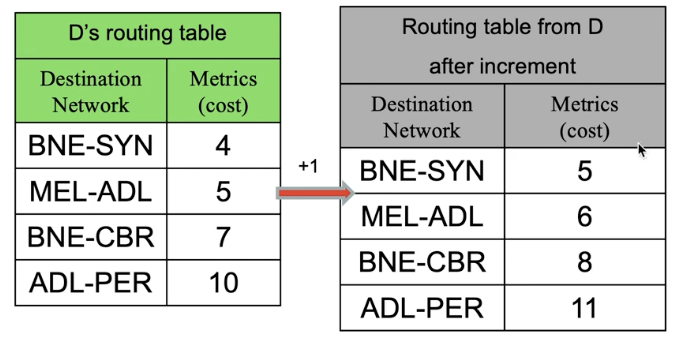 D's routing table
Destination Network
Metrics (cost)
BNE-SYN 4
MEL-ADL 5
BNE-CBR 7
ADL-PER 10
+1
Routing table from D
after increment
Destination Network
Metrics (cost)
BNE-SYN 5
MEL-ADL 6
BNE-CBR 8
ADL-PER 11